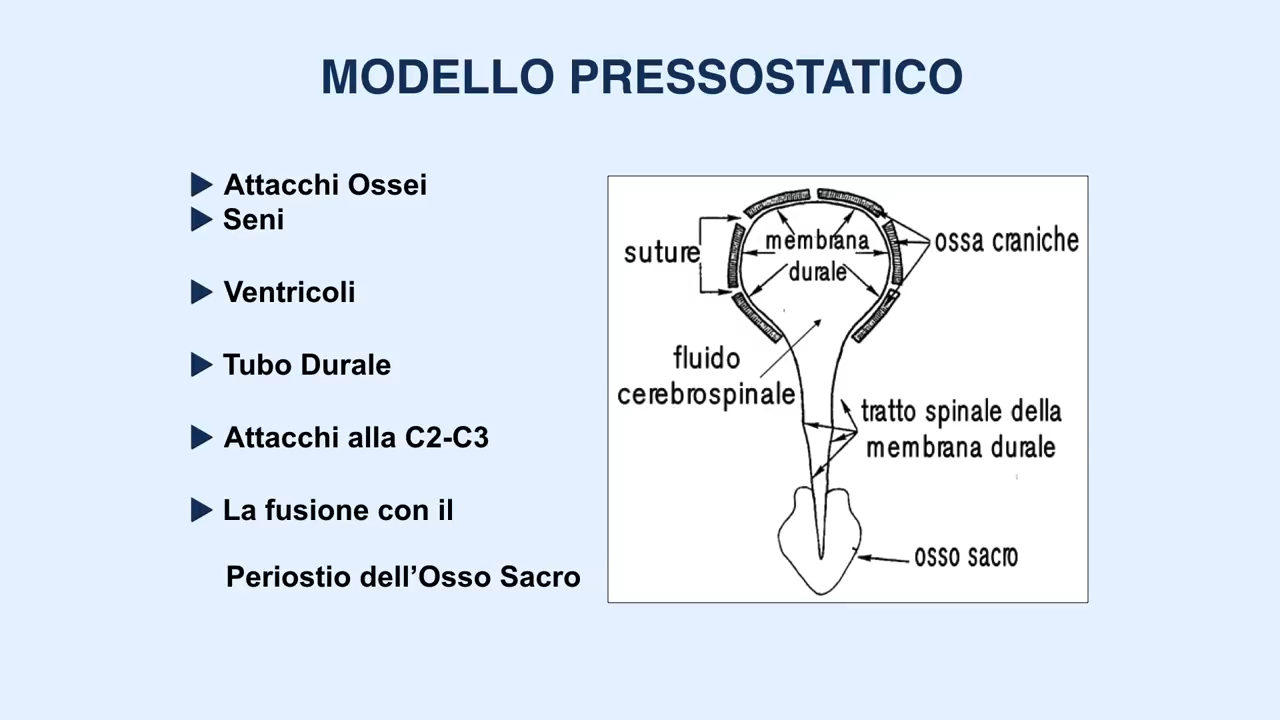 MODELLO PRESSOSTATICO
Attacchi Ossei
Seni
Ventricoli
Tubo Durale
Attacchi alla C2-C3
La fusione con il
Periostio dell’Osso Sacro
suture
membrana
durale
ossa craniche
fluido
cerebrospinale
tratto spinale della
membrana durale
osso sacro